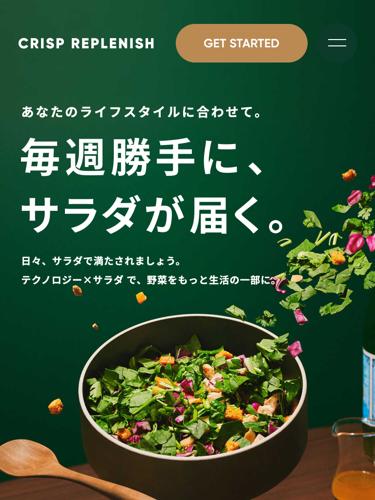 CRISP REPLENISH
GET STARTED
あなたのライフスタイルに合わせて。
毎週勝手に、
サラダが届く。
日々、サラダで満たされましょう。
テクノロジー×サラダ で、野菜をもっと生活の一部に。